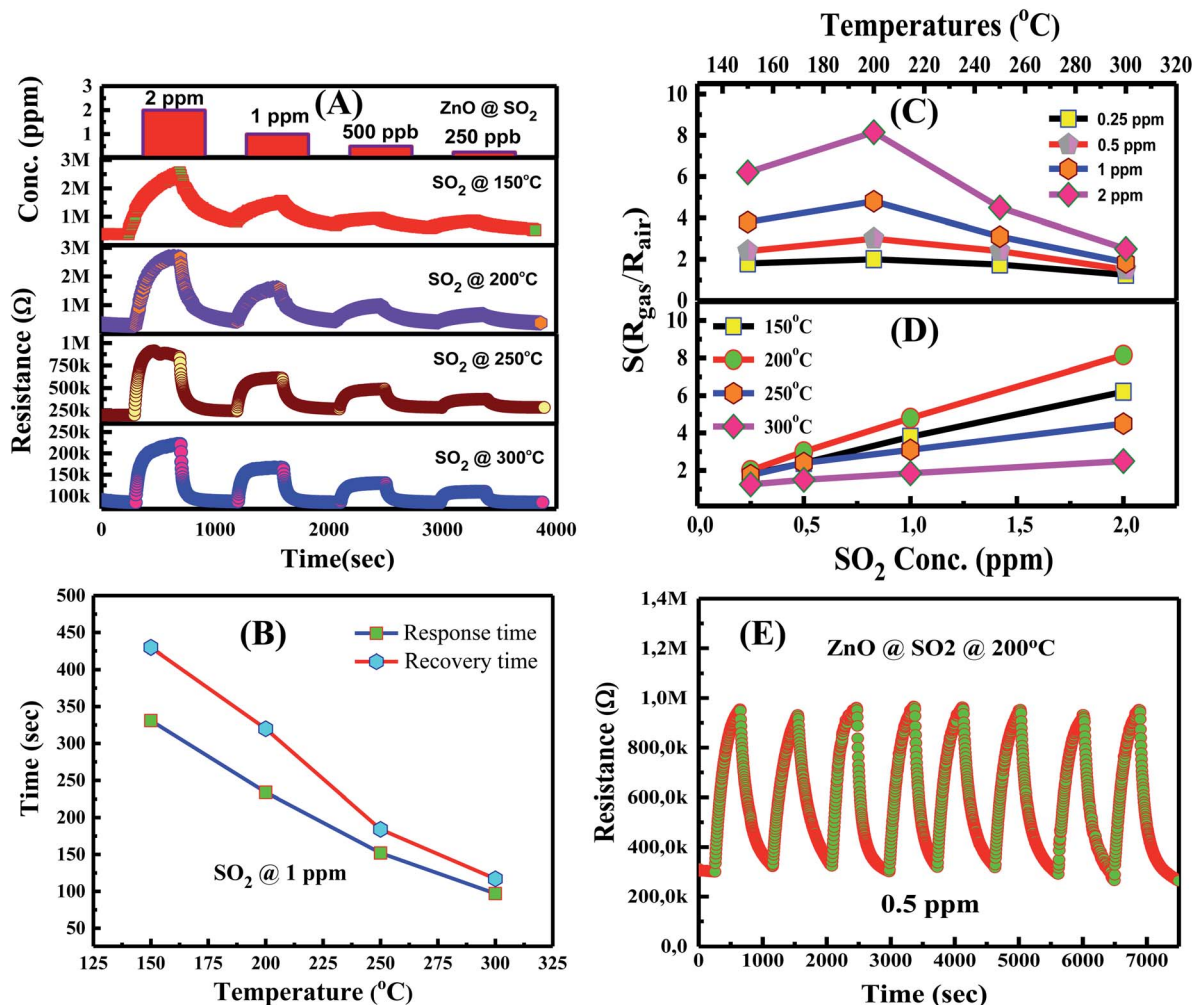 (A)
Conc. (ppm)
3
2
1
2 ppm
1 ppm
500 ppb
250 ppb
ZnO @ SO2
3M
2M
1M
SO2 @ 150°C
Resistance (Ω)
3M
2M
1M
SO2 @ 200°C
1M
750k
500k
250k
SO2 @ 250°C
250k
200k
150k
100k
SO2 @ 300°C
0 1000 2000 3000 4000
Time(sec)
Temperatures (°C)
140 160 180 200 220 240 260 280 300 320
(C)
10
8
6
4
2
0
0.25 ppm
0.5 ppm
1 ppm
2 ppm
S(Rgas/Rair)
(D)
10
8
6
4
2
150°C
200°C
250°C
300°C
0,0 0,5 1,0 1,5 2,0
SO2 Conc. (ppm)
(B)
500
450
400
350
300
250
200
150
100
50
Time (sec)
Response time
Recovery time
SO2 @ 1 ppm
125 150 175 200 225 250 275 300 325
Temperature (°C)
(E)
ZnO @ SO2 @ 200°C
1,4M
1,2M
1,0M
800,0k
600,0k
400,0k
200,0k
0,0
Resistance (Ω)
0.5 ppm
0 1000 2000 3000 4000 5000 6000 7000
Time (sec)